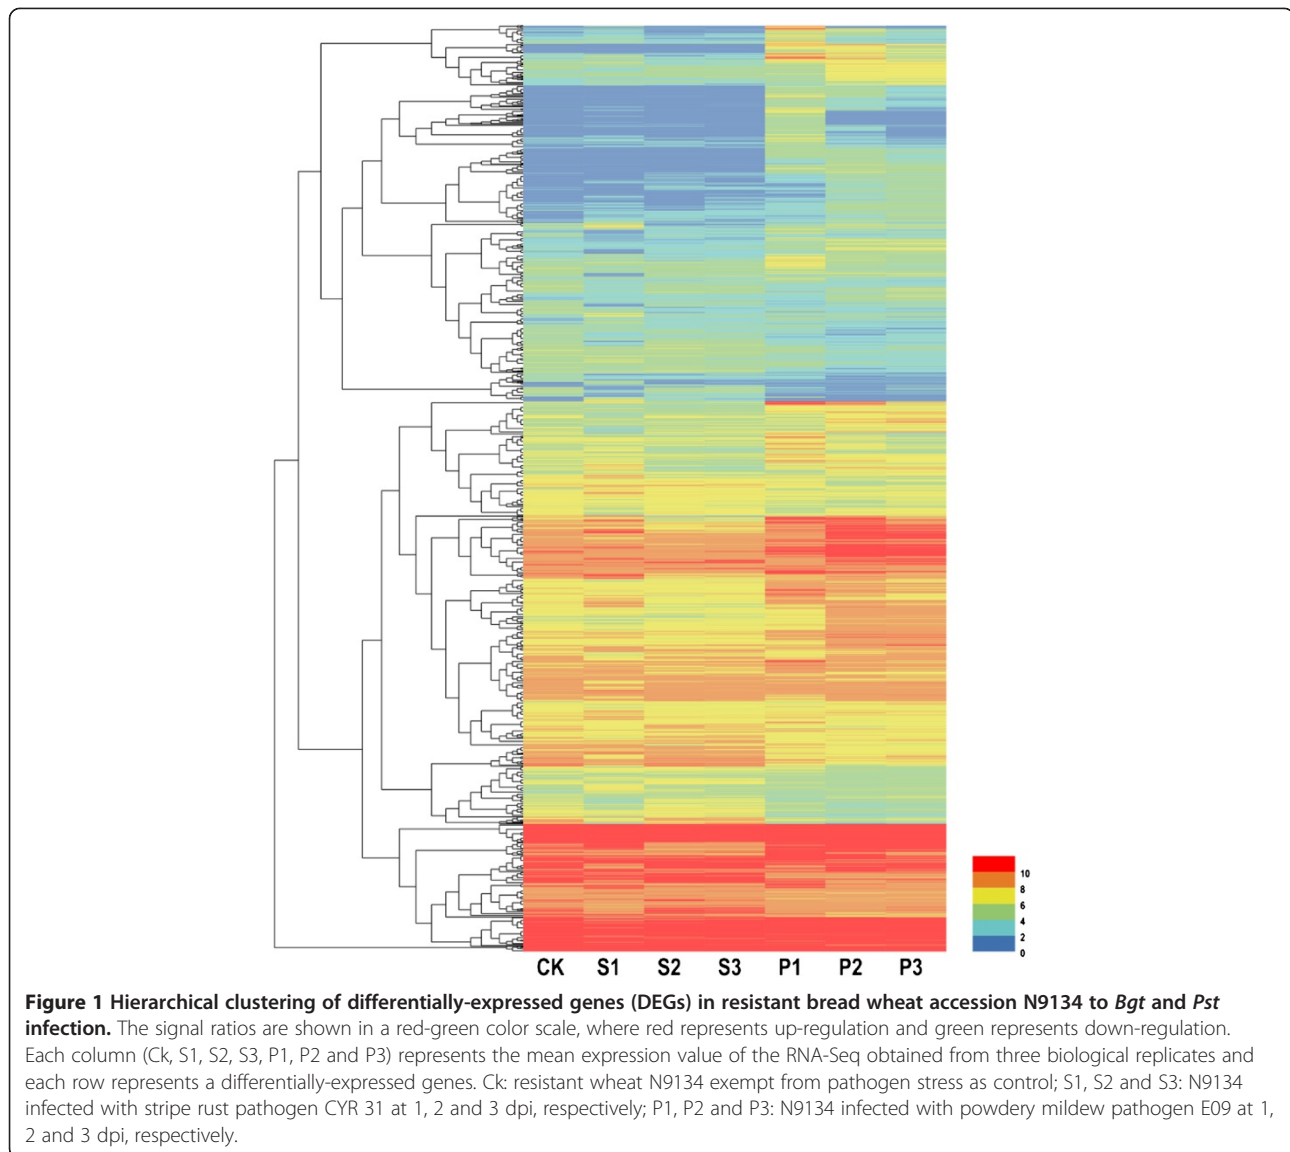 10
8
6
4
2
0
CK S1 S2 S3 P1 P2 P3
Figure 1 Hierarchical clustering of differentially-expressed genes (DEGs) in resistant bread wheat accession N9134 to Bgt and Pst
infection. The signal ratios are shown in a red-green color scale, where red represents up-regulation and green represents down-regulation.
Each column (Ck, S1, S2, S3, P1, P2 and P3) represents the mean expression value of the RNA-Seq obtained from three biological replicates and
each row represents a differentially-expressed genes. Ck: resistant wheat N9134 exempt from pathogen stress as control; S1, S2 and S3: N9134
infected with stripe rust pathogen CYR 31 at 1, 2 and 3 dpi, respectively; P1, P2 and P3: N9134 infected with powdery mildew pathogen E09 at 1,
2 and 3 dpi, respectively.